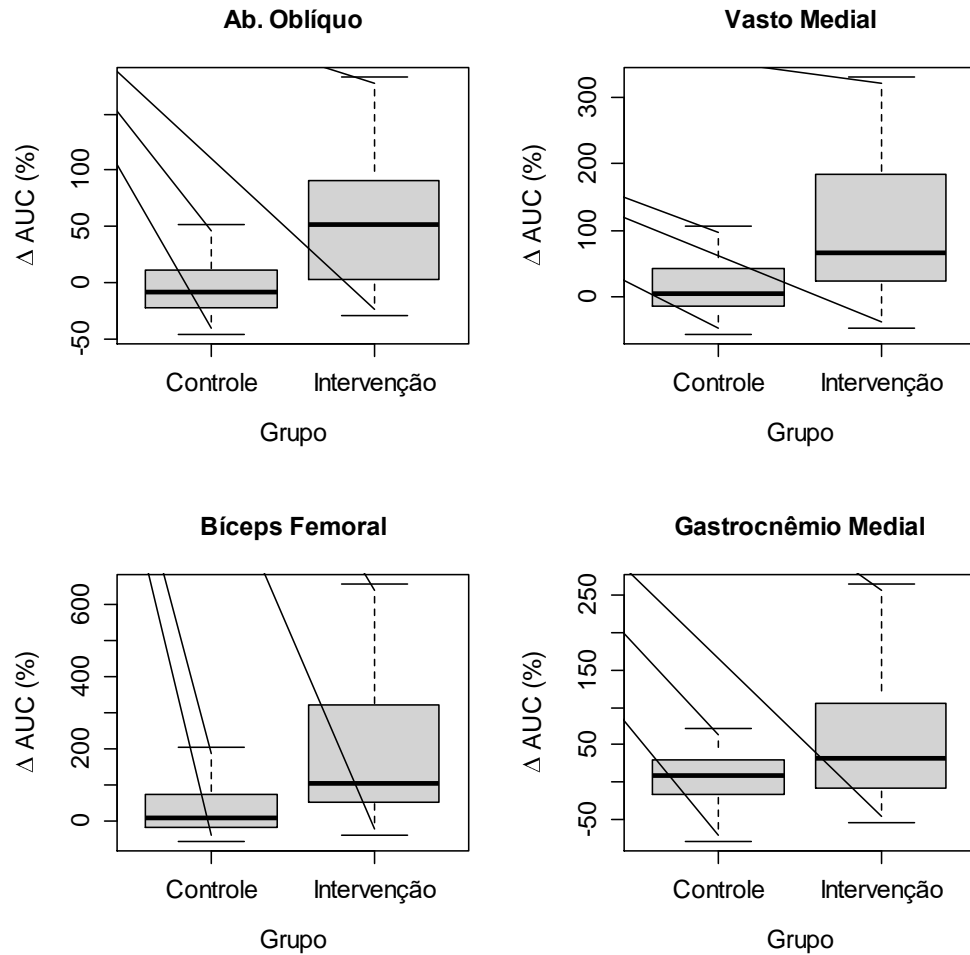 Ab. Oblíquo
Δ AUC (%)
100
50
0
-50
Controle
Intervenção
Grupo
Vasto Medial
Δ AUC (%)
300
200
100
0
Controle
Intervenção
Grupo
Bíceps Femoral
Δ AUC (%)
600
400
200
0
Controle
Intervenção
Grupo
Gastrocnêmio Medial
Δ AUC (%)
250
150
50
-50
Controle
Intervenção
Grupo